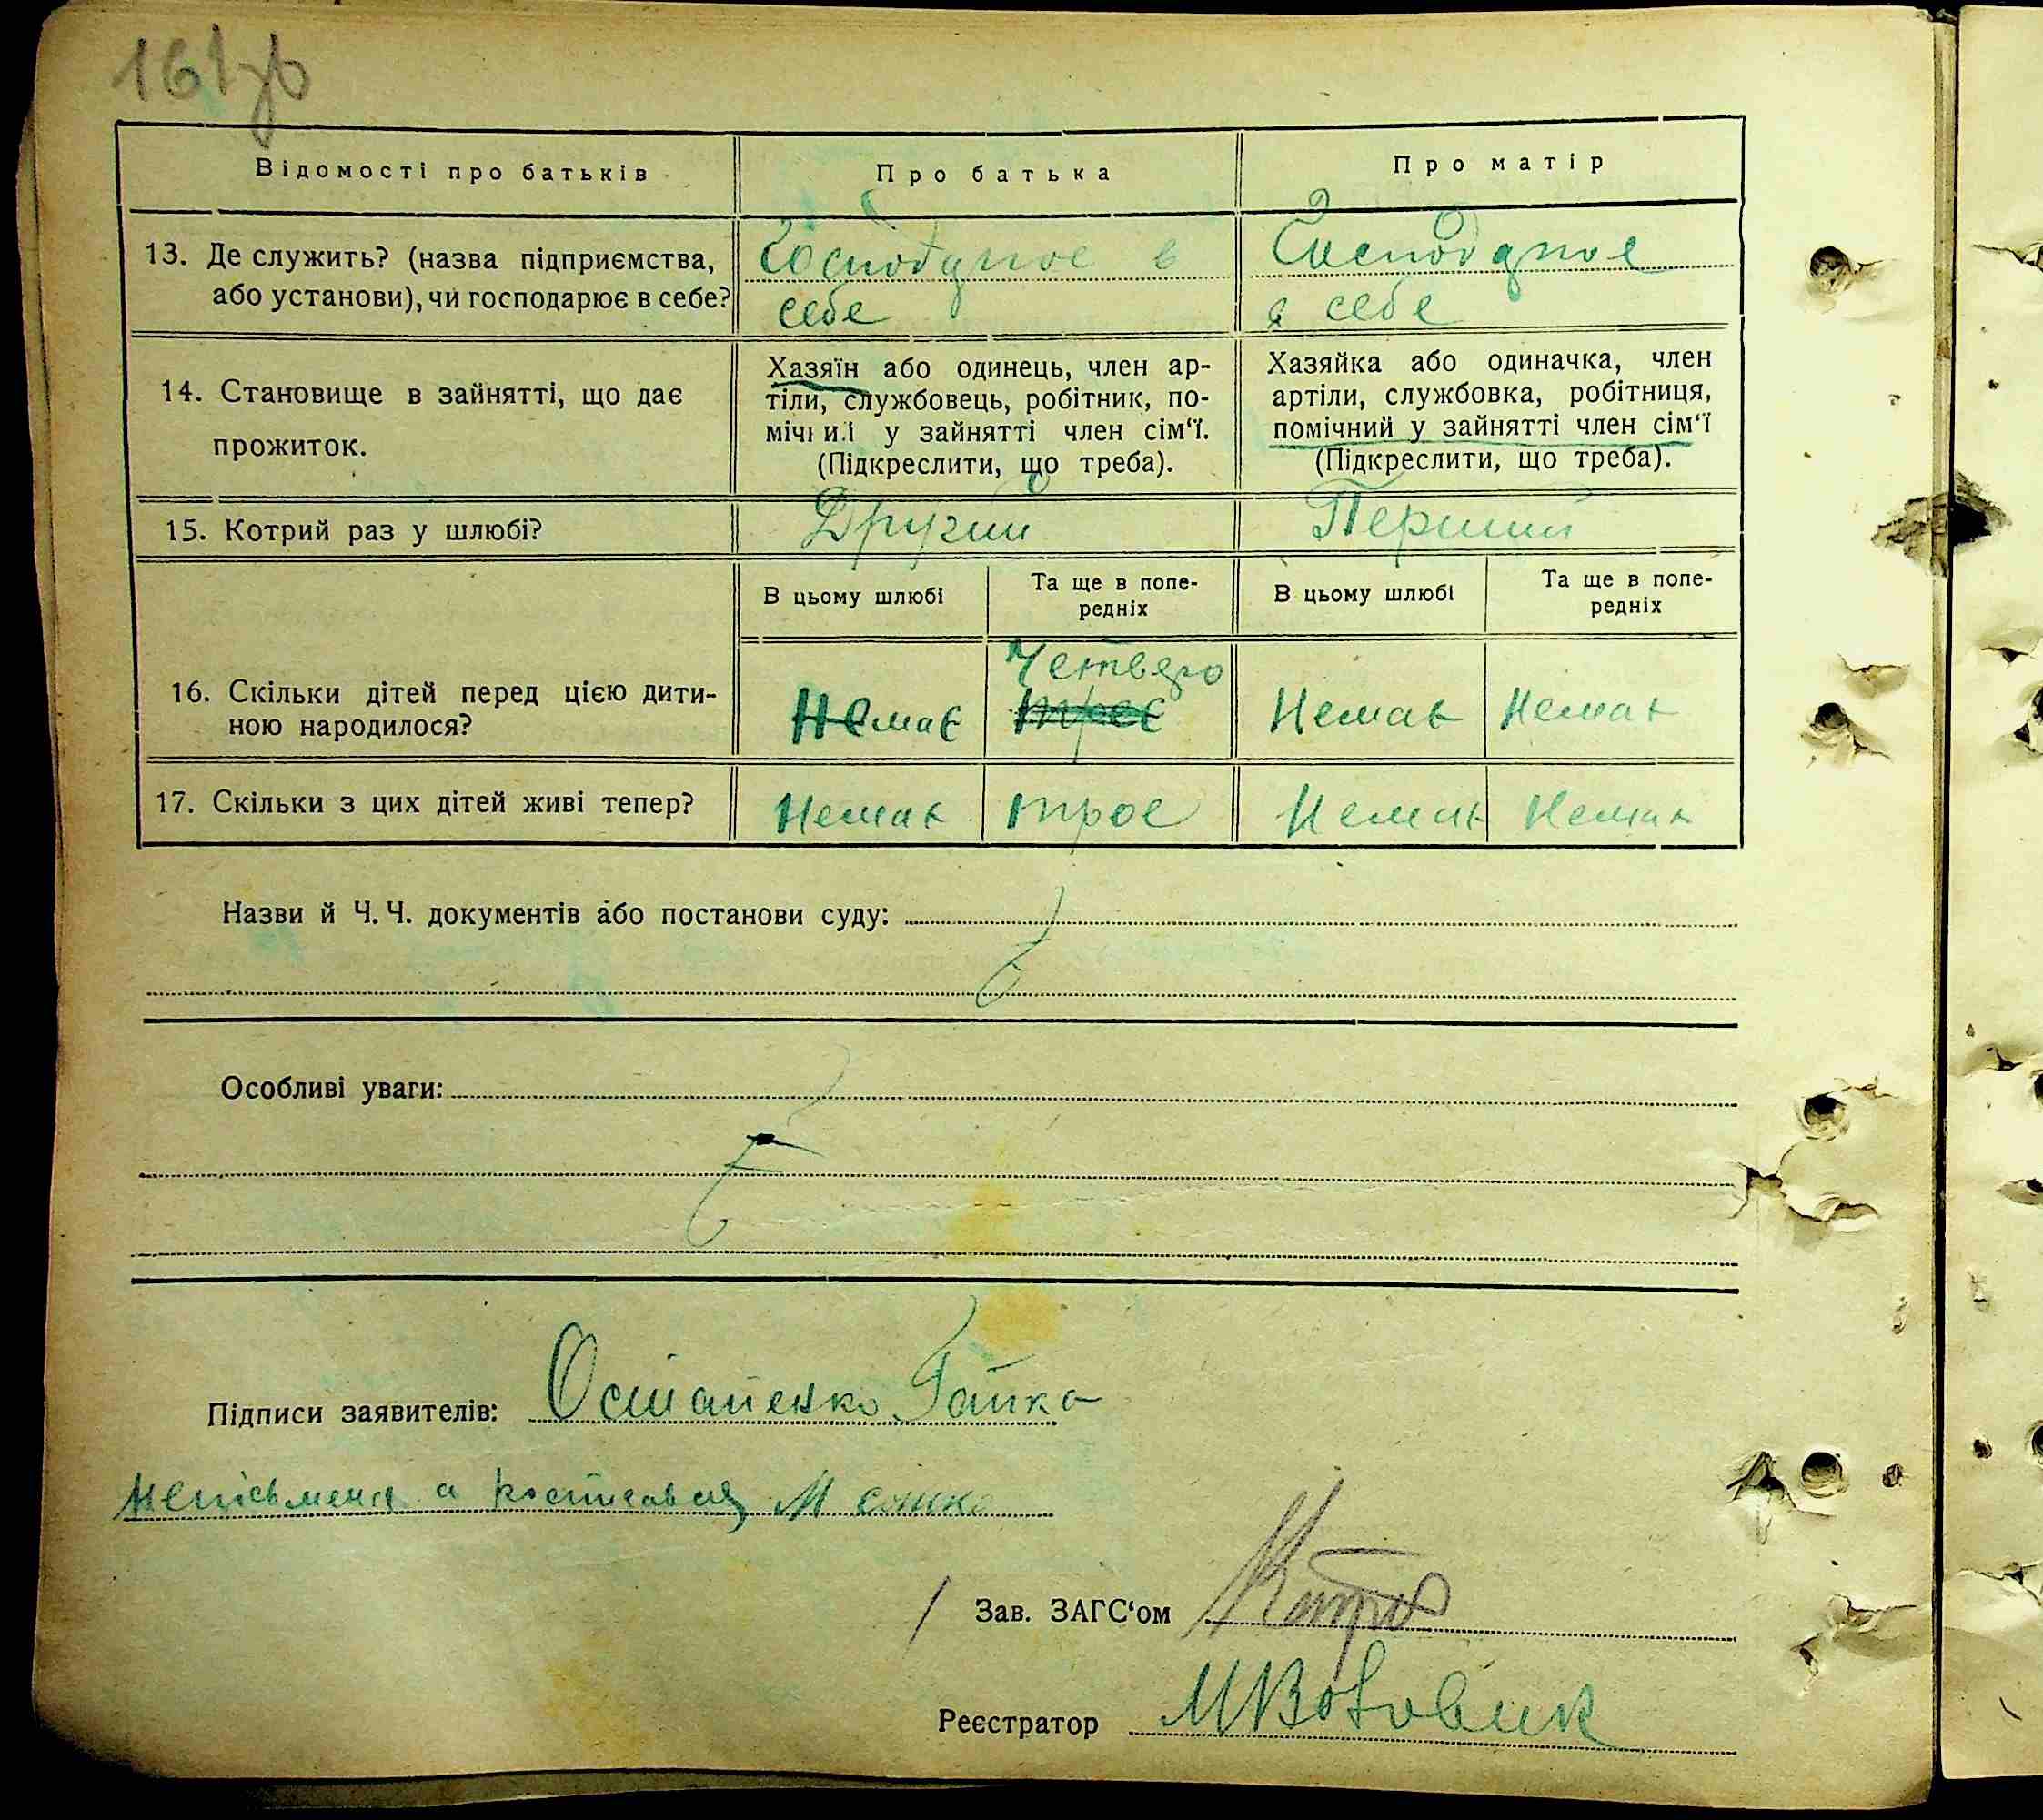 161зв
Відомості про батьків
Про батька
Про матір
13. Де служить? (назва підприємства,
або установи), чи господарює в себе?
Господарює в
себе
Господарює
в себе
14. Становище в зайнятті, що дає
прожиток.
Хазяїн або одинець, член ар-
тіли, службовець, робітник, по-
мічний у зайнятті член сім‘ї.
(Підкреслити, що треба).
Хазяйка або одиначка, член
артіли, службовка, робітниця,
помічний у зайнятті член сім‘ї
(Підкреслити, що треба).
15. Котрий раз у шлюбі?
Другий
Перший
В цьому шлюбі
Та ще в попе-
редніх
В цьому шлюбі
Та ще в попе-
редніх
16. Скільки дітей перед цією дити-
ною народилося?
Немає
Четверо
троє
Немає
Немає
17. Скільки з цих дітей живі тепер?
Немає
троє
Немає
Немає
Назви й Ч. Ч. документів або постанови суду:
Особливі уваги:
Підписи заявителів: Остапенко Гапка
неписьмена а
Зав. ЗАГС‘ом
Реєстратор